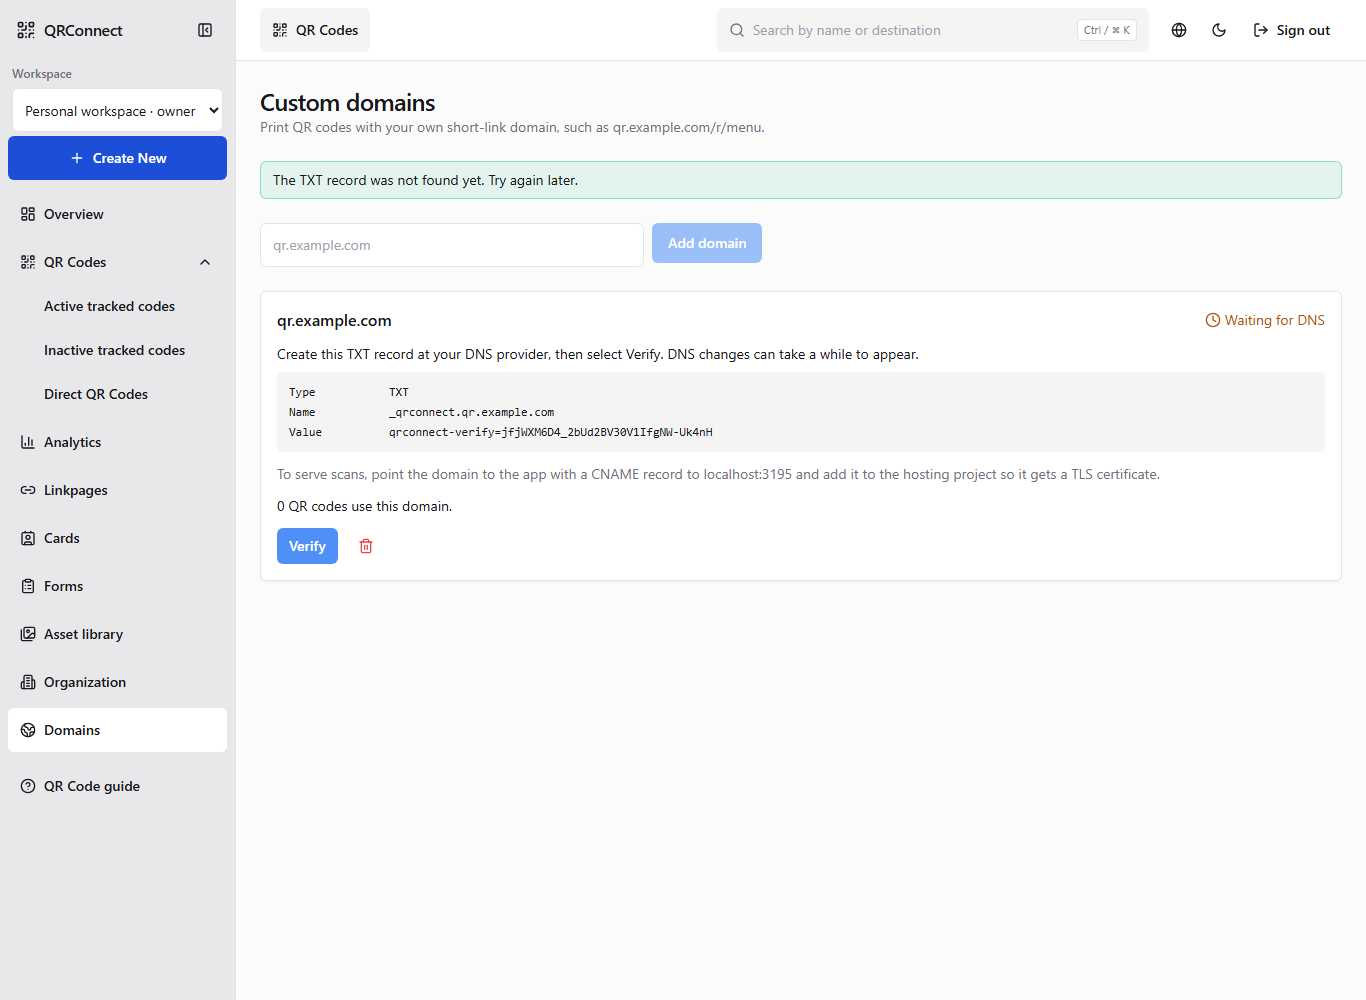 QRConnect
Workspace
Personal workspace · owner
Create New
Overview
QR Codes
Active tracked codes
Inactive tracked codes
Direct QR Codes
Analytics
Linkpages
Cards
Forms
Asset library
Organization
Domains
QR Code guide
QR Codes
Search by name or destination
Ctrl / ⌘ K
Sign out
Custom domains
Print QR codes with your own short-link domain, such as qr.example.com/r/menu.
The TXT record was not found yet. Try again later.
qr.example.com
Add domain
qr.example.com
Waiting for DNS
Create this TXT record at your DNS provider, then select Verify. DNS changes can take a while to appear.
Type TXT
Name _qrconnect.qr.example.com
Value qrconnect-verify=jfjWXM6D4_2bUd2BV30V1IfgNW-Uk4nH
To serve scans, point the domain to the app with a CNAME record to localhost:3195 and add it to the hosting project so it gets a TLS certificate.
0 QR codes use this domain.
Verify